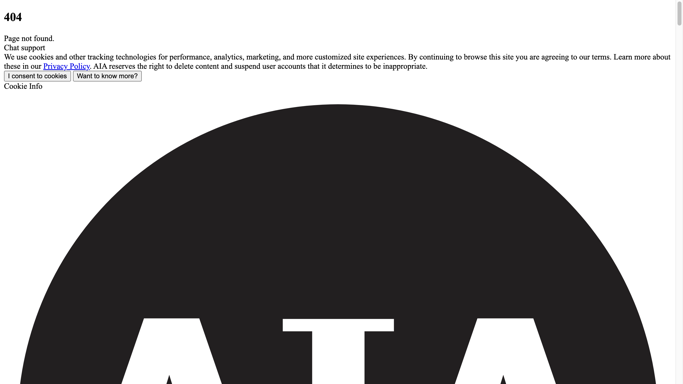 404
Page not found.
Chat support
We use cookies and other tracking technologies for performance, analytics, marketing, and more customized site experiences. By continuing to browse this site you are agreeing to our terms. Learn more about
these in our Privacy Policy. AIA reserves the right to delete content and suspend user accounts that it determines to be inappropriate.
I consent to cookies Want to know more?
Cookie Info
AIA